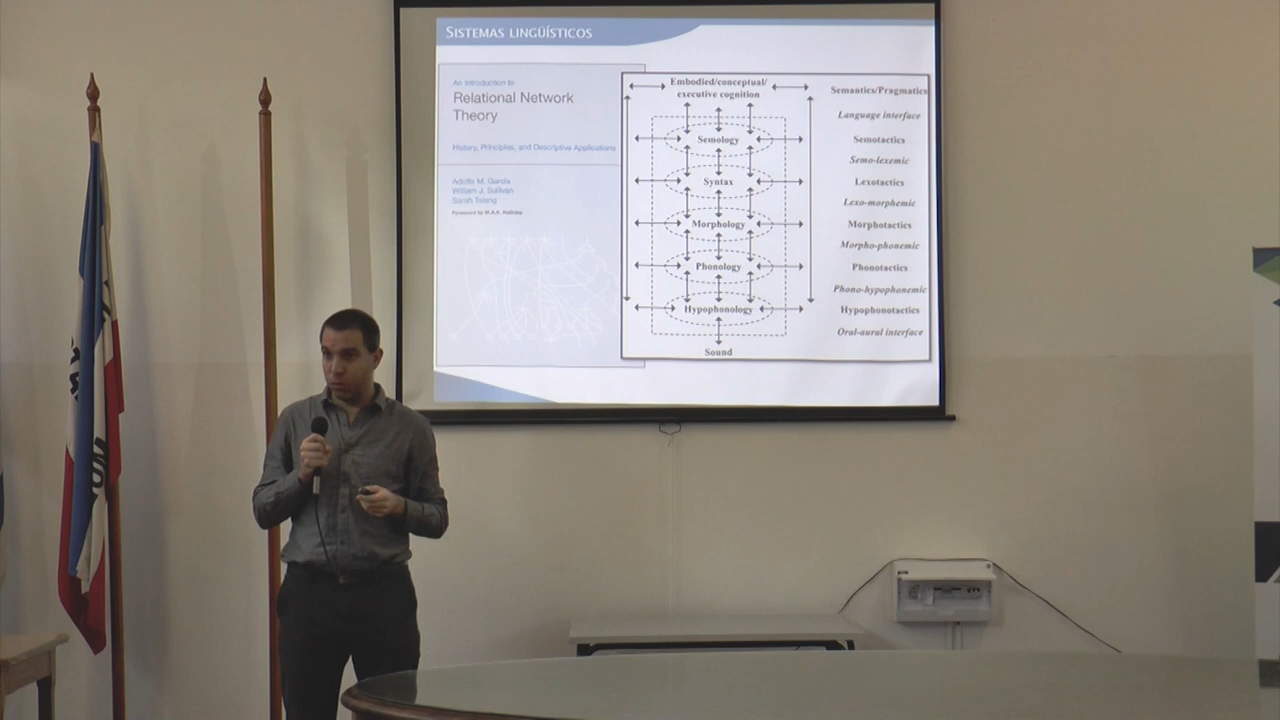 SISTEMAS LINGÜÍSTICOS
An Introduction to
Relational Network
Theory
History, Principles, and Descriptive Applications
Adolfo M. García
William J. Sullivan
Sarah Tsiang
Foreword by M.A.K. Halliday
Embodied/conceptual/
executive cognition
Semantics/Pragmatics
Language interface
Semology
Semotactics
Semo-lexemic
Syntax
Lexotactics
Lexo-morphemic
Morphology
Morphotactics
Morpho-phonemic
Phonology
Phonotactics
Phono-hypophonemic
Hypophonology
Hypophonotactics
Oral-aural interface
Sound